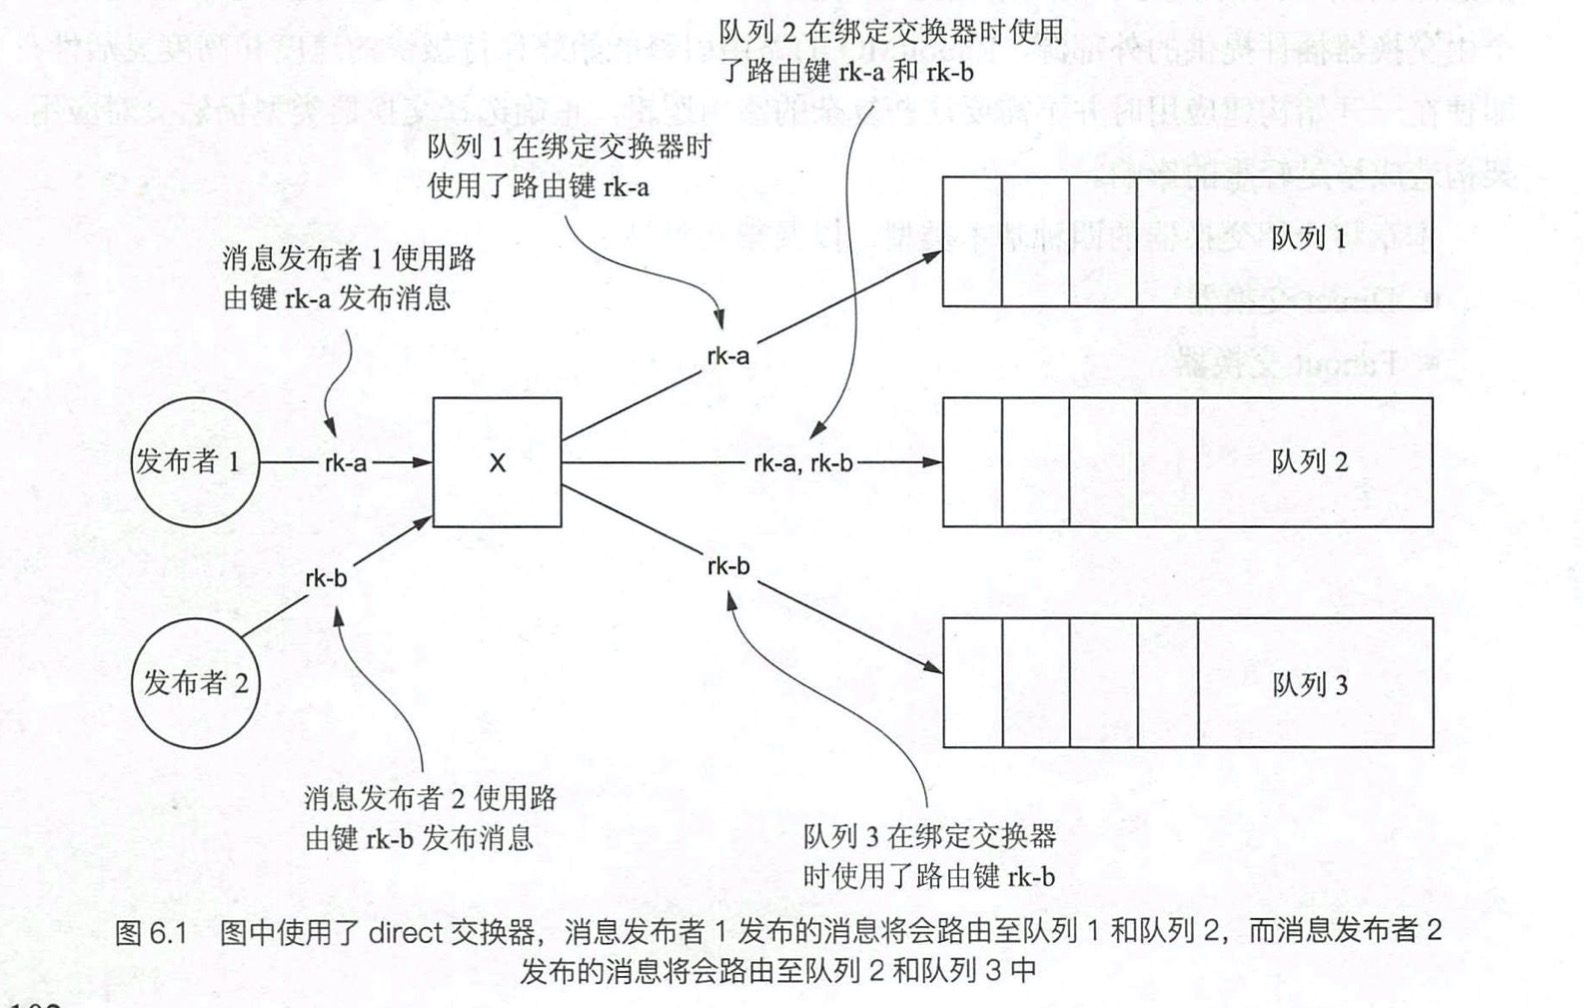 队列 2 在绑定交换器时使用
了路由键 rk-a 和 rk-b
队列 1 在绑定交换器时
使用了路由键 rk-a
消息发布者 1 使用路
由键 rk-a 发布消息
队列 1
rk-a
发布者 1
rk-a
X
rk-a, rk-b
队列 2
rk-b
rk-b
发布者 2
队列 3
消息发布者 2 使用路
由键 rk-b 发布消息
队列 3 在绑定交换器
时使用了路由键 rk-b
图 6.1 图中使用了 direct 交换器，消息发布者 1 发布的消息将会路由至队列 1 和队列 2，而消息发布者 2
发布的消息将会路由至队列 2 和队列 3 中